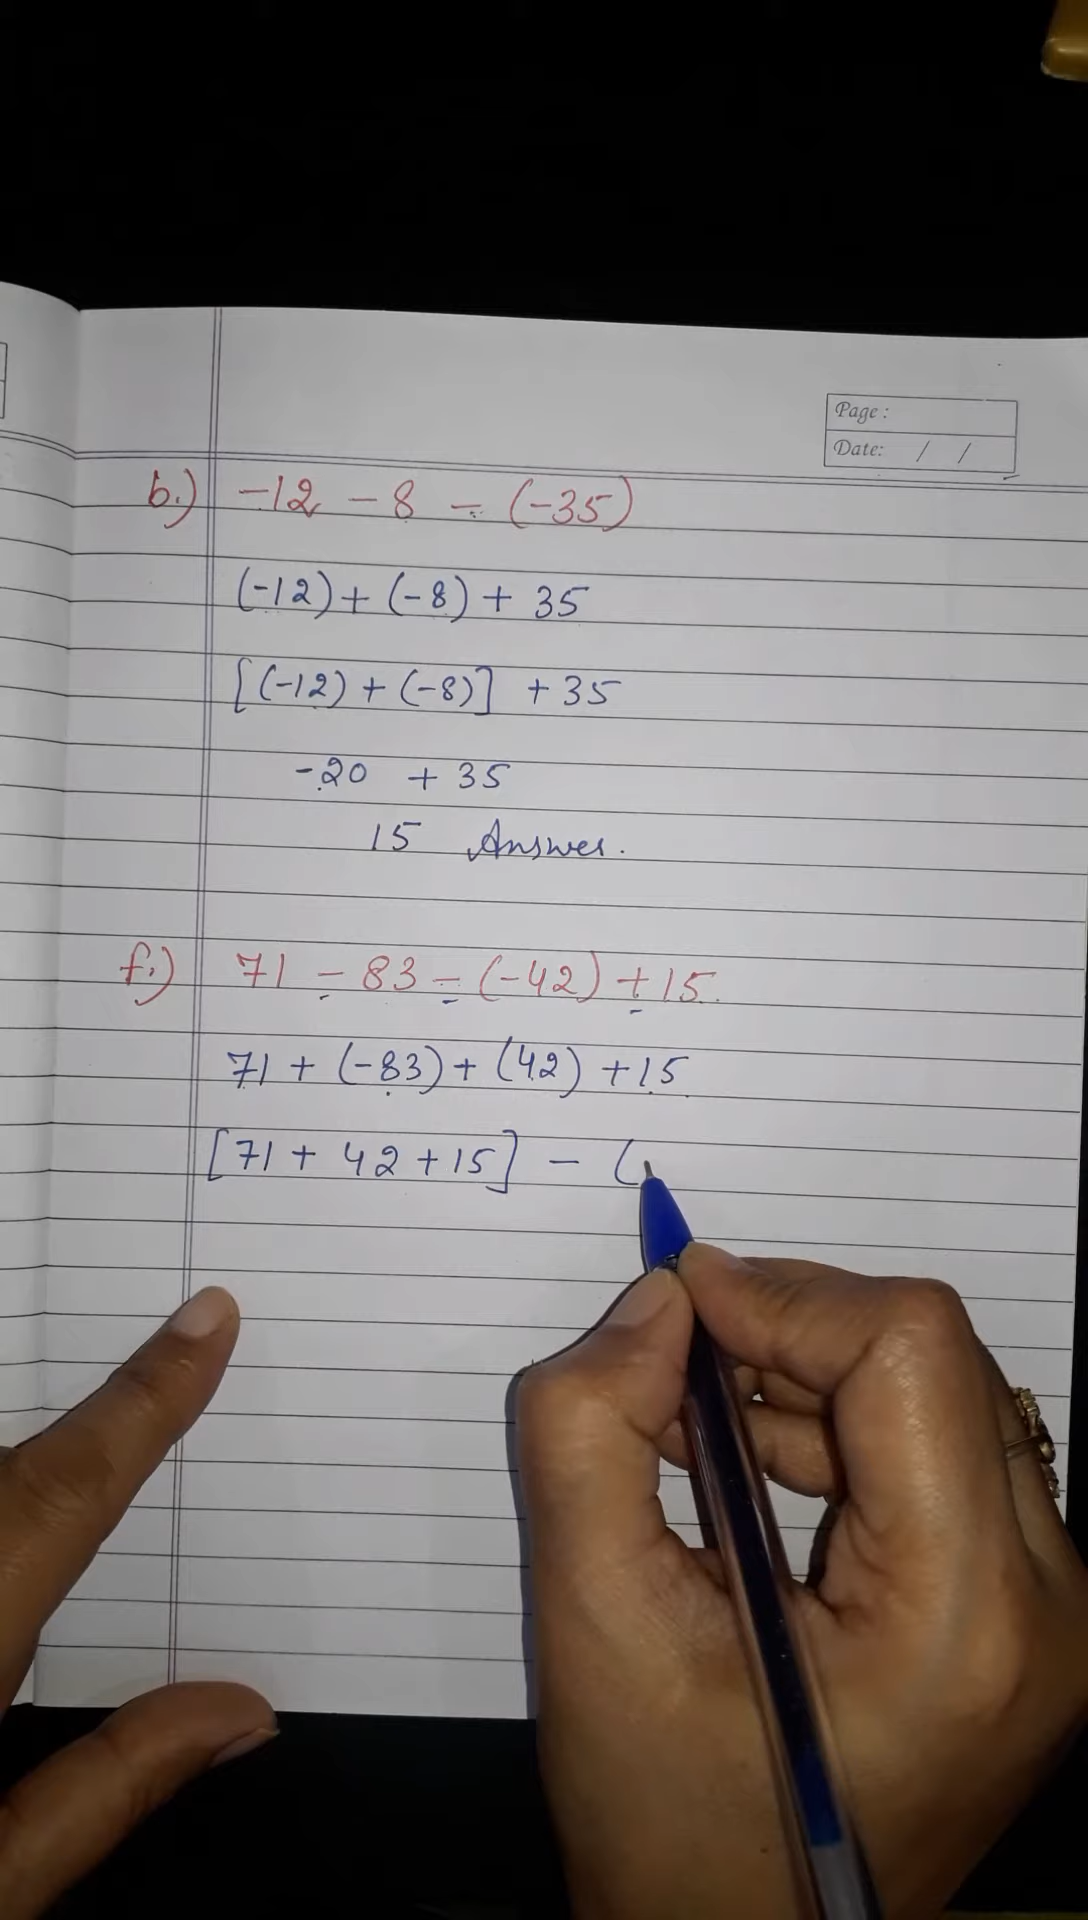 Page :
Date: / /
b.) -12 - 8 - (-35)
(-12) + (-8) + 35
[(-12) + (-8)] + 35
-20 + 35
15 Answer.
f.) 71 - 83 - (-42) + 15
71 + (-83) + (42) + 15
[71 + 42 + 15] - (